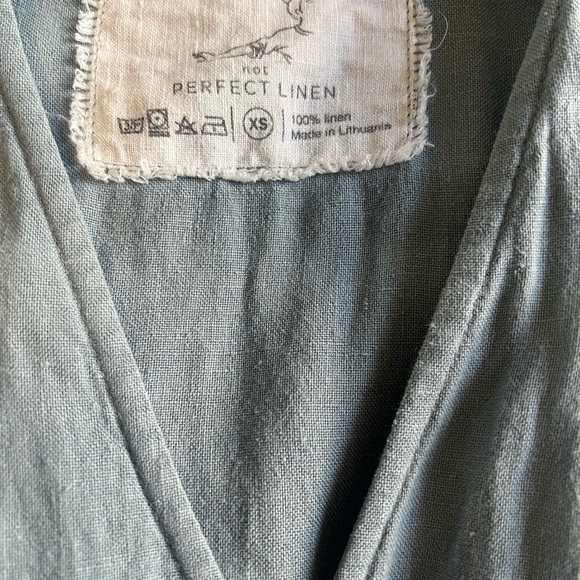 not
PERFECT LINEN
XS
100% linen
Made in Lithuania